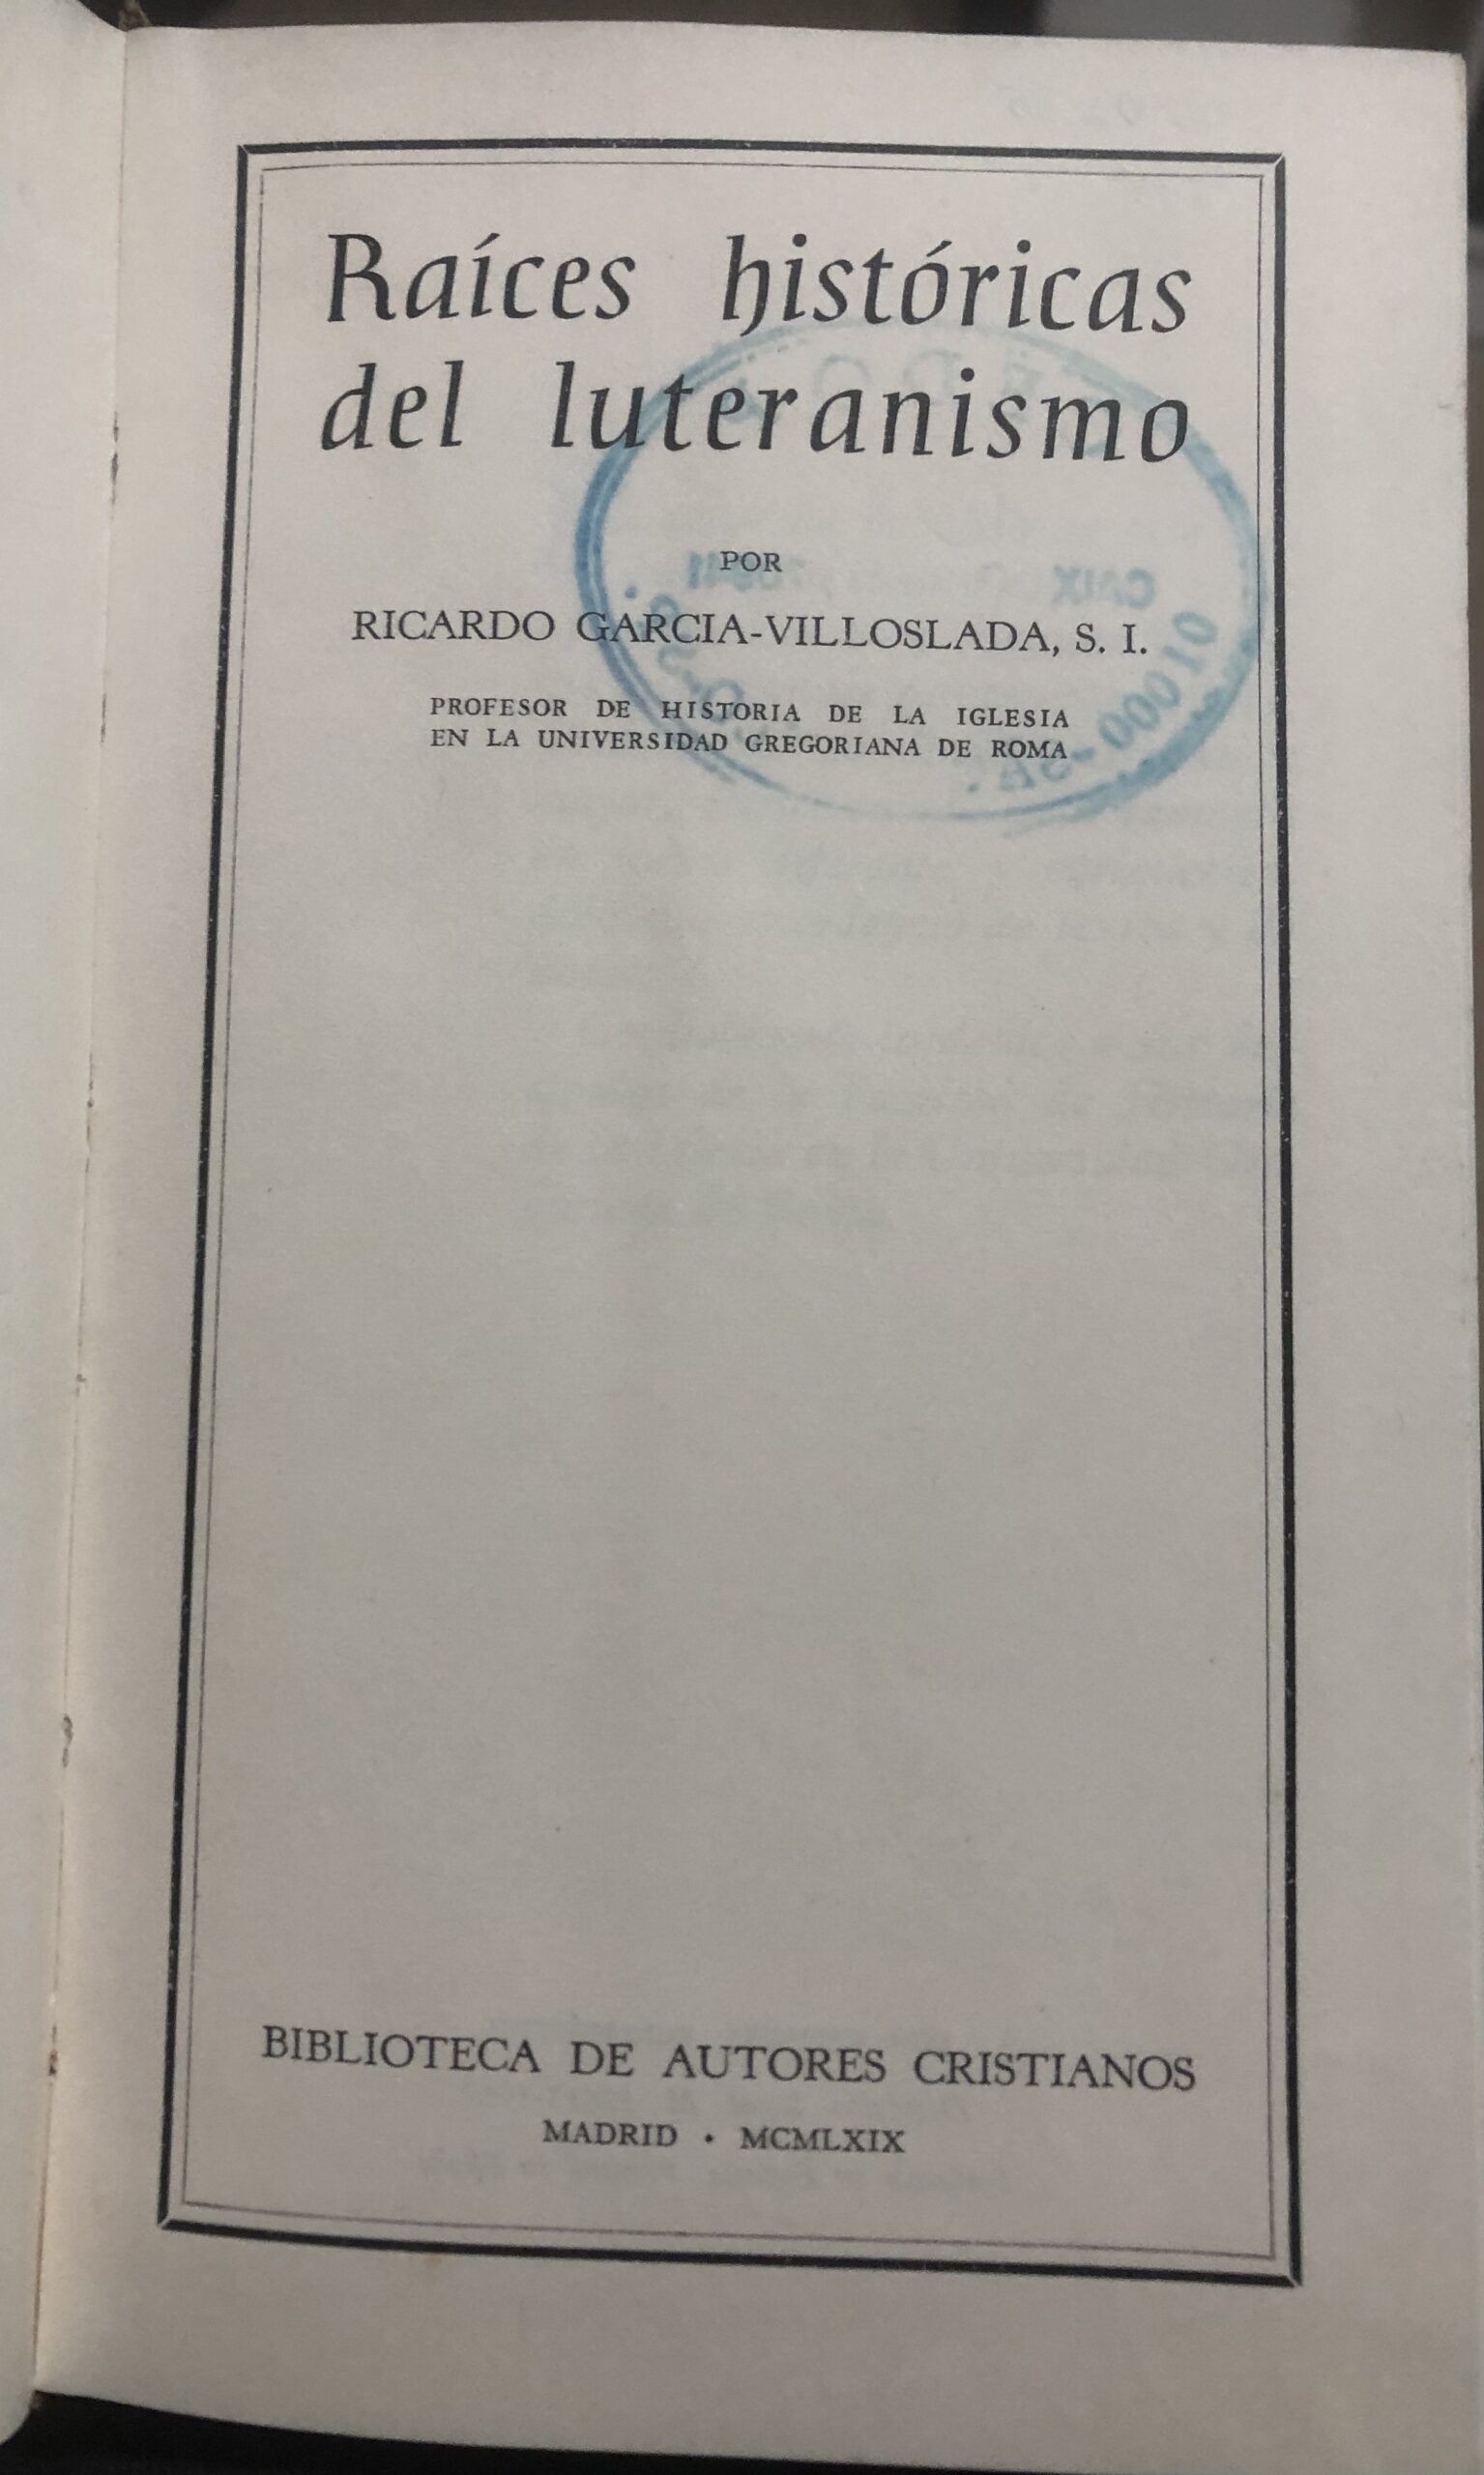 Raíces históricas
del luteranismo
POR
RICARDO GARCIA-VILLOSLADA, S. I.
PROFESOR DE HISTORIA DE LA IGLESIA
EN LA UNIVERSIDAD GREGORIANA DE ROMA
BIBLIOTECA DE AUTORES CRISTIANOS
MADRID · MCMLXIX